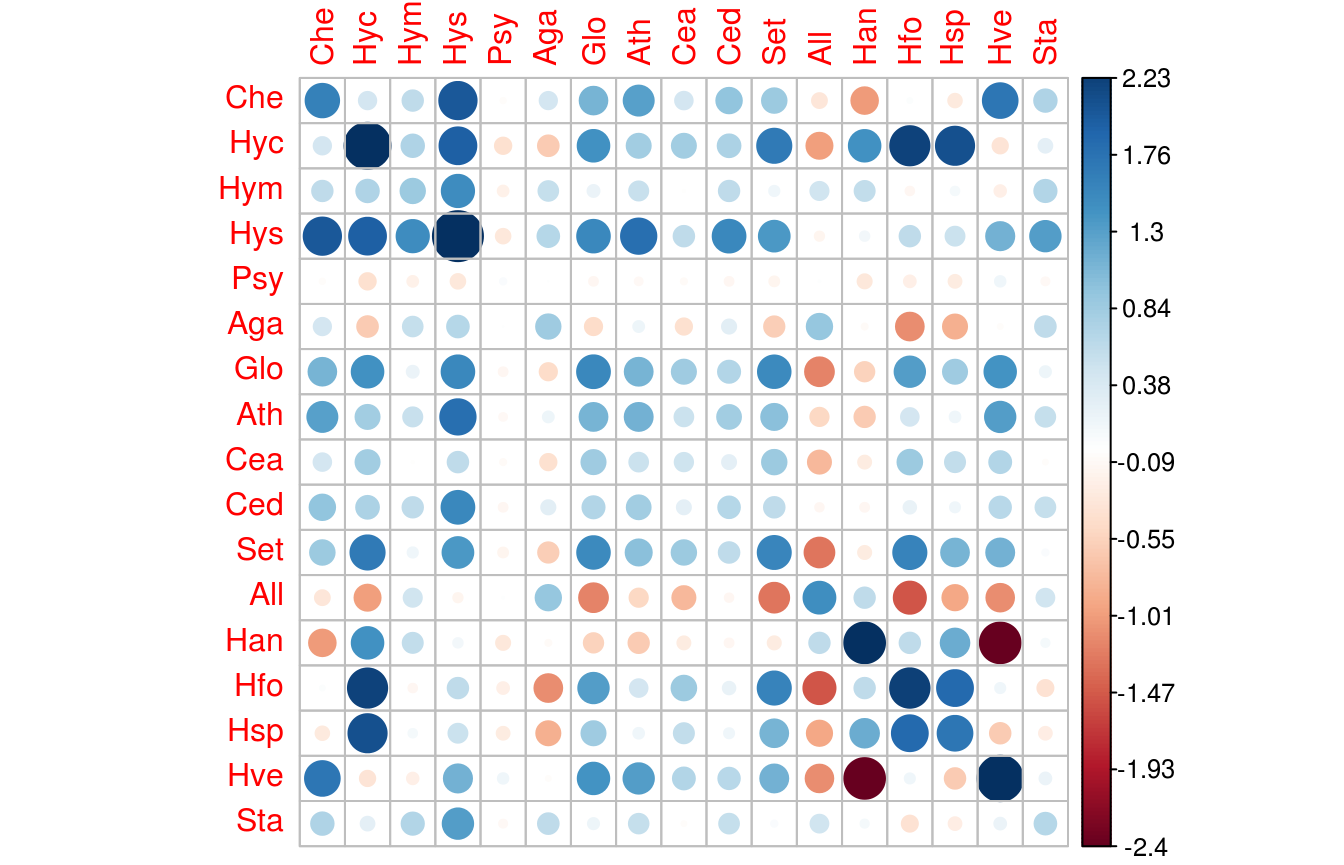 Che Hyc Hym Hys Psy Aga Glo Ath Cea Ced Set All Han Hfo Hsp Hve Sta
Che
Hyc
Hym
Hys
Psy
Aga
Glo
Ath
Cea
Ced
Set
All
Han
Hfo
Hsp
Hve
Sta
2.23
1.76
1.3
0.84
0.38
-0.09
-0.55
-1.01
-1.47
-1.93
-2.4